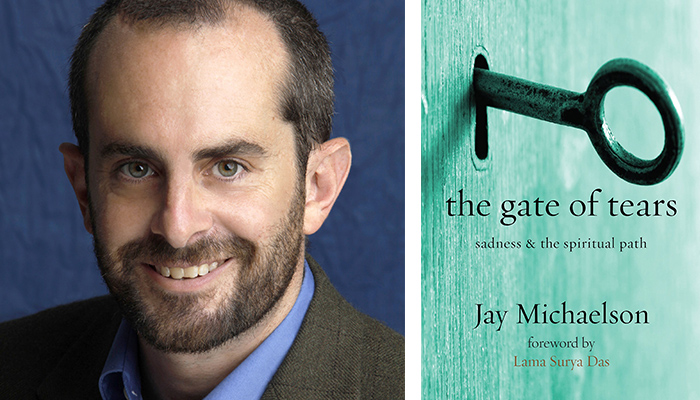 the gate of tears
sadness & the spiritual path
Jay Michaelson
foreword by
Lama Surya Das